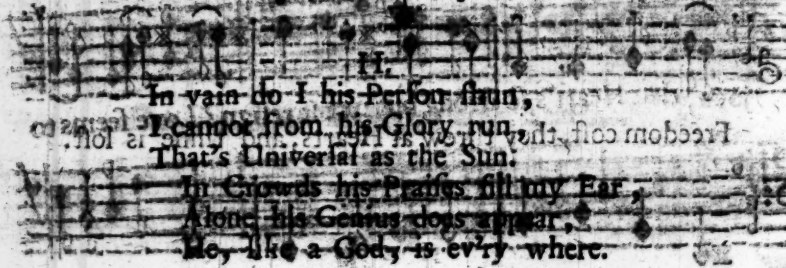 II.
In vain do I his Perſon ſhun,
I cannot from his Glory run,
That's Univerſal as the Sun.
In Crowds his Praiſes fill my Ear,
Alone his Genius does appear,
He, like a God, is ev'ry where.